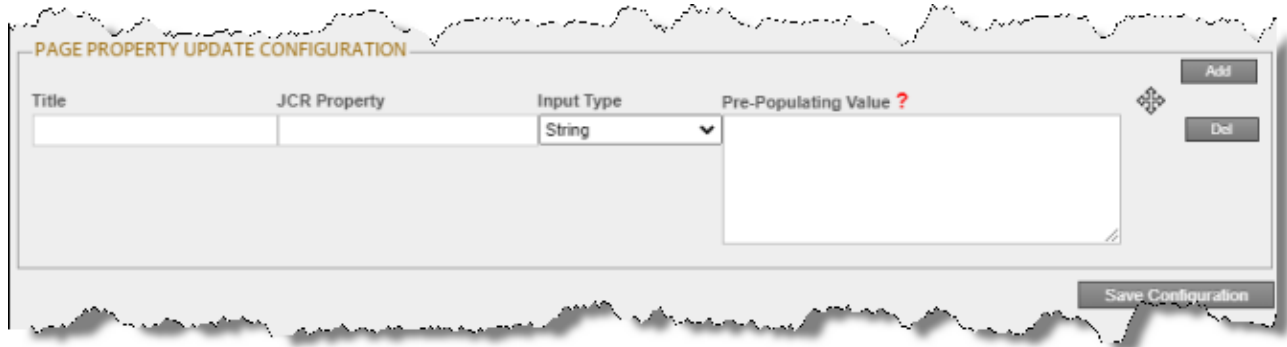 PAGE PROPERTY UPDATE CONFIGURATION
Add
Title JCR Property Input Type Pre-Populating Value ?
String Del
Save Configuration